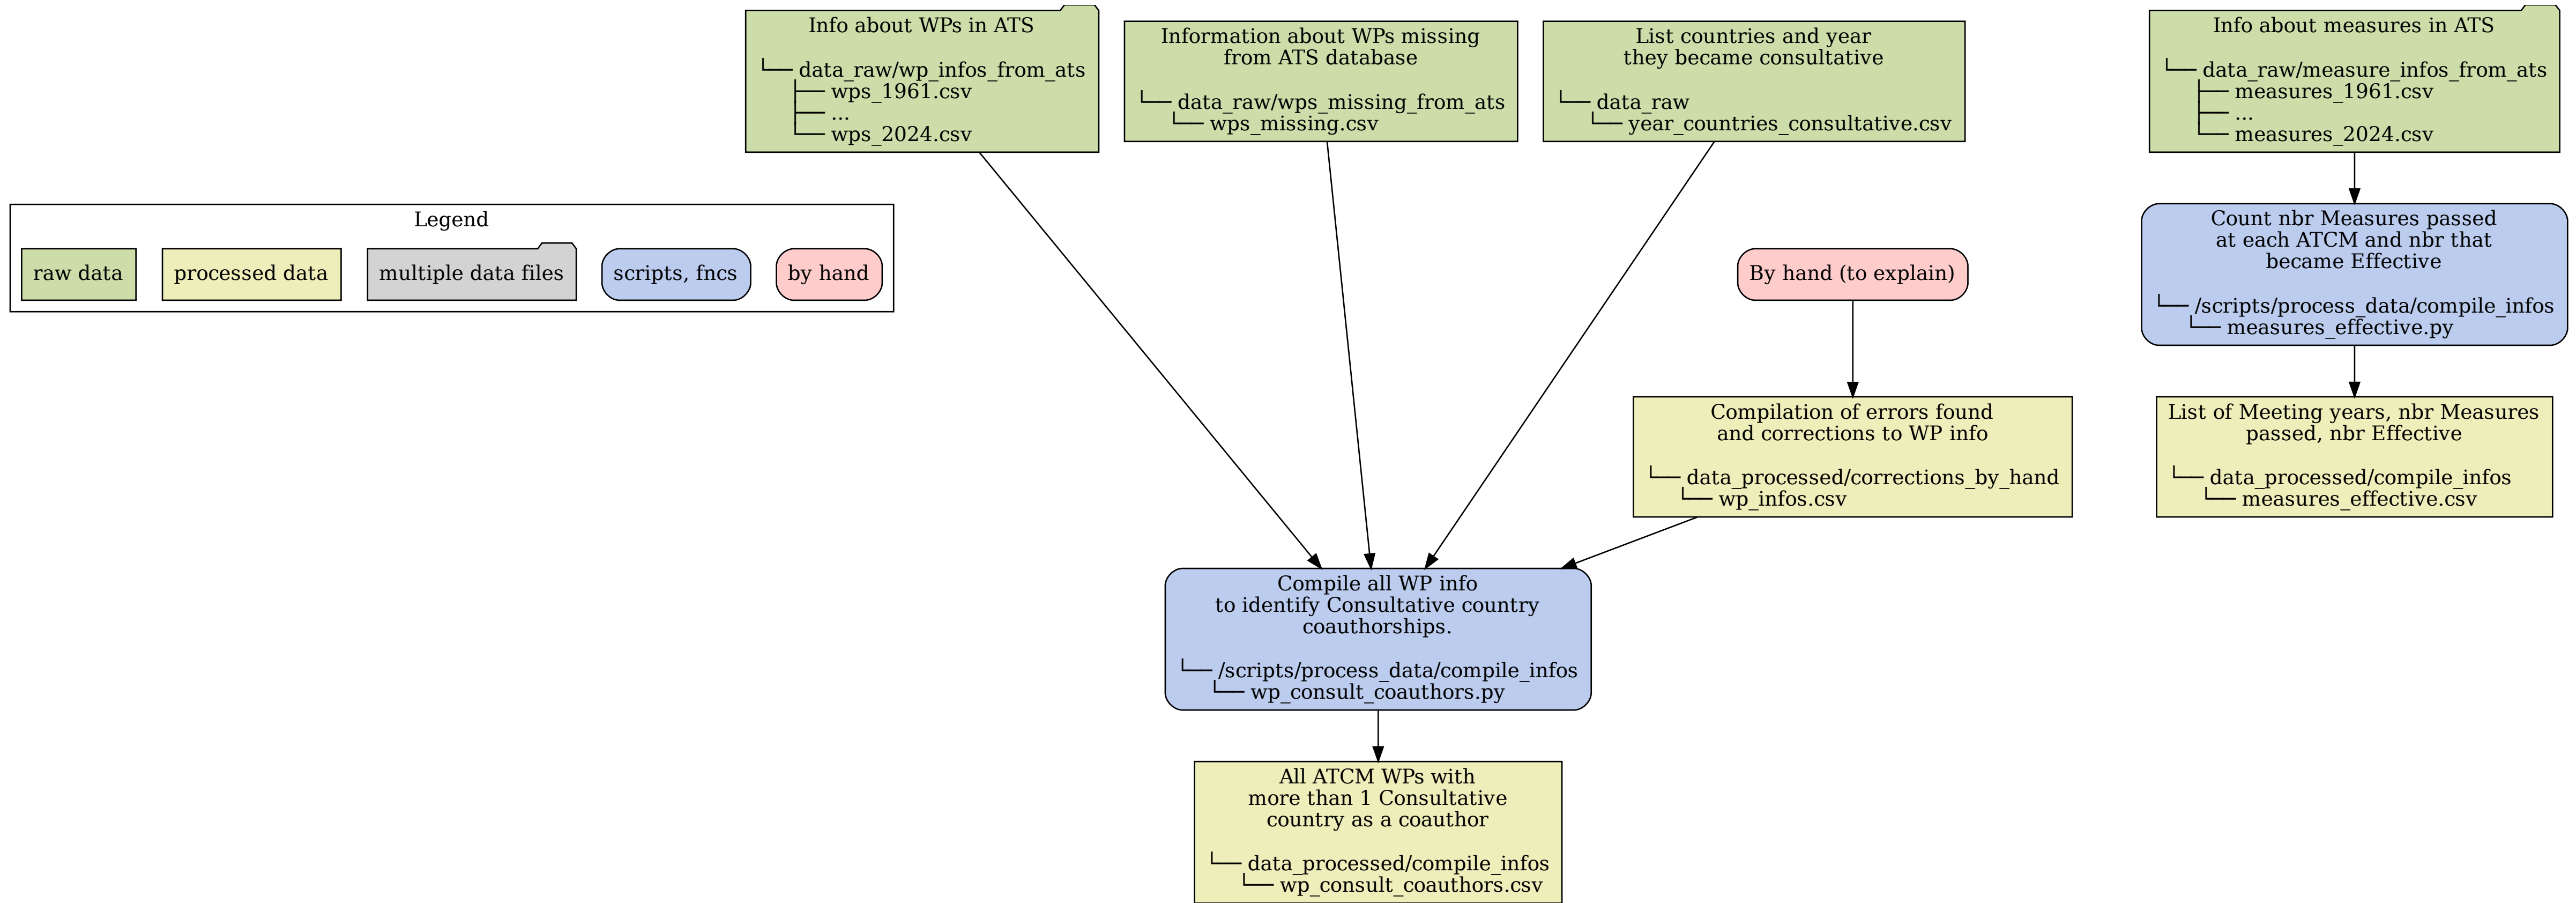 Info about WPs in ATS
└── data_raw/wp_infos_from_ats
├── wps_1961.csv
├── ...
└── wps_2024.csv
Information about WPs missing
from ATS database
└── data_raw/wps_missing_from_ats
└── wps_missing.csv
List countries and year
they became consultative
└── data_raw
└── year_countries_consultative.csv
Info about measures in ATS
└── data_raw/measure_infos_from_ats
├── measures_1961.csv
├── ...
└── measures_2024.csv
Legend
raw data
processed data
multiple data files
scripts, fncs
by hand
By hand (to explain)
Count nbr Measures passed
at each ATCM and nbr that
became Effective
└── /scripts/process_data/compile_infos
└── measures_effective.py
Compilation of errors found
and corrections to WP info
└── data_processed/corrections_by_hand
└── wp_infos.csv
List of Meeting years, nbr Measures
passed, nbr Effective
└── data_processed/compile_infos
└── measures_effective.csv
Compile all WP info
to identify Consultative country
coauthorships.
└── /scripts/process_data/compile_infos
└── wp_consult_coauthors.py
All ATCM WPs with
more than 1 Consultative
country as a coauthor
└── data_processed/compile_infos
└── wp_consult_coauthors.csv